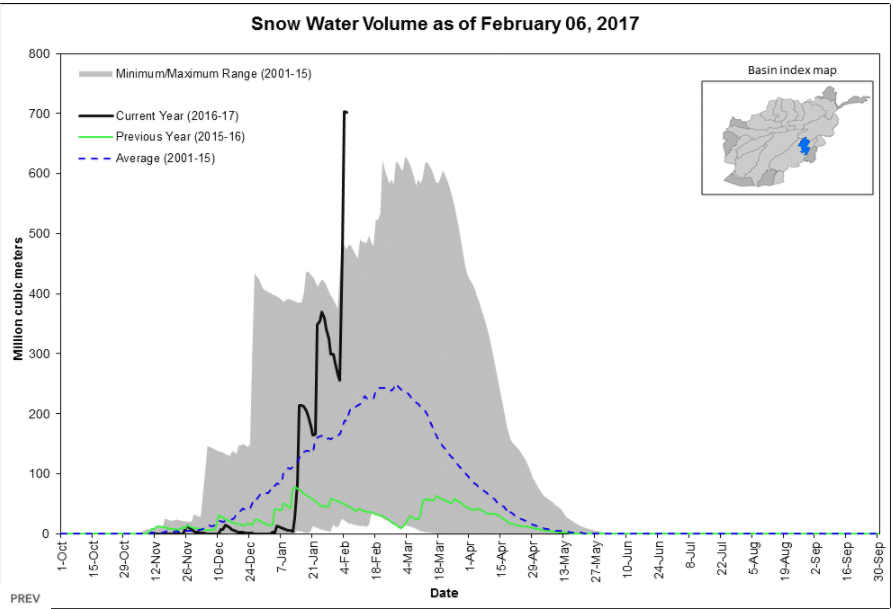 Snow Water Volume as of February 06, 2017
800
700
600
500
400
300
200
100
0
Million cubic meters
Minimum/Maximum Range (2001-15)
Current Year (2016-17)
Previous Year (2015-16)
Average (2001-15)
Basin index map
1-Oct
15-Oct
29-Oct
12-Nov
26-Nov
10-Dec
24-Dec
7-Jan
21-Jan
4-Feb
18-Feb
4-Mar
18-Mar
1-Apr
15-Apr
29-Apr
13-May
27-May
10-Jun
24-Jun
8-Jul
22-Jul
5-Aug
19-Aug
2-Sep
16-Sep
30-Sep
Date
PREV